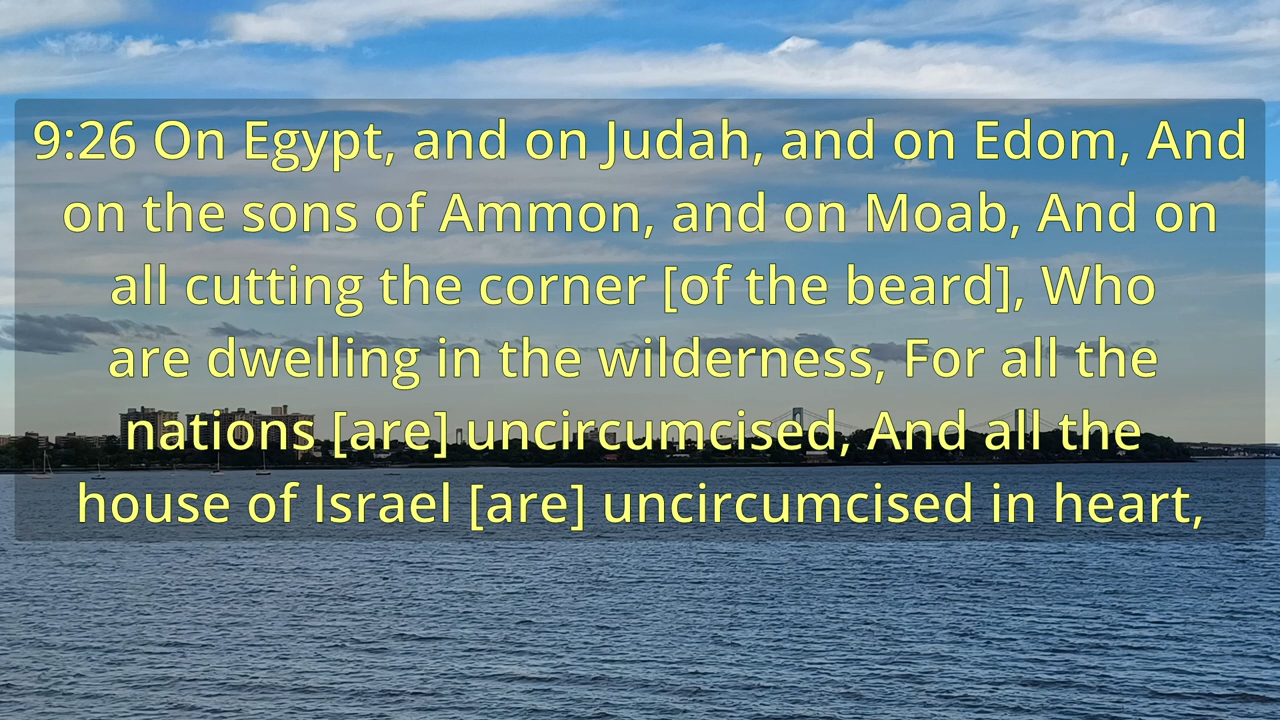 9:26 On Egypt, and on Judah, and on Edom, And
on the sons of Ammon, and on Moab, And on
all cutting the corner [of the beard], Who
are dwelling in the wilderness, For all the
nations [are] uncircumcised, And all the
house of Israel [are] uncircumcised in heart,